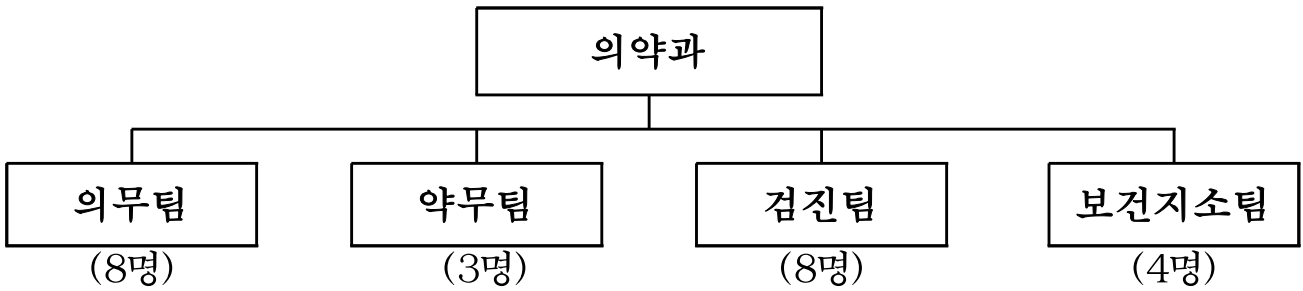 의약과
의무팀 약무팀 검진팀 보건지소팀
(8명) (3명) (8명) (4명)